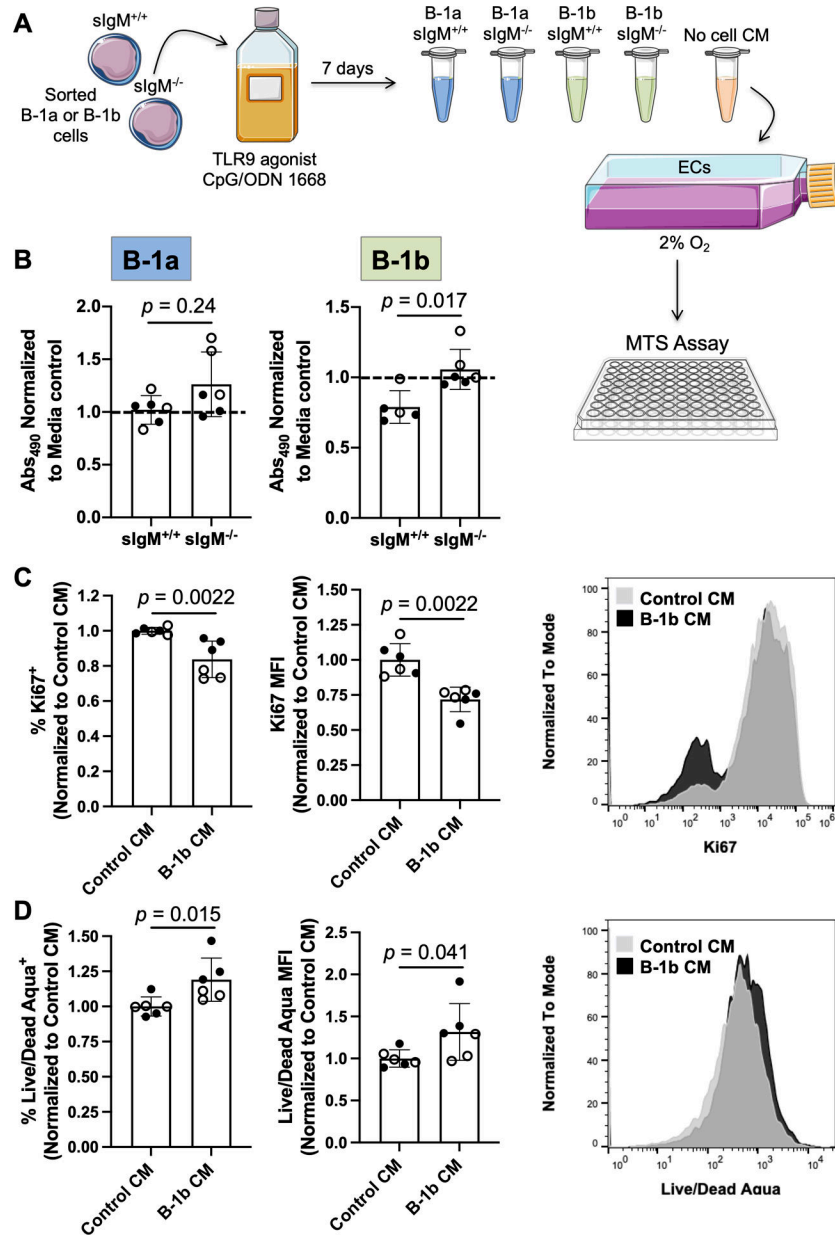 A
sIgM+/+
sIgM-/-
Sorted
B-1a or B-1b
cells
TLR9 agonist
CpG/ODN 1668
7 days
B-1a
sIgM+/+
B-1a
sIgM-/-
B-1b
sIgM+/+
B-1b
sIgM-/-
No cell CM
ECs
2% O2
MTS Assay
B
B-1a
Abs490 Normalized
to Media control
2.0
1.5
1.0
0.5
0.0
p = 0.24
sIgM+/+ sIgM-/-
B-1b
Abs490 Normalized
to Media control
1.5
1.0
0.5
0.0
p = 0.017
sIgM+/+ sIgM-/-
C
% Ki67+
(Normalized to Control CM)
1.2
1.0
0.8
0.6
0.4
0.2
0.0
p = 0.0022
Control CM
B-1b CM
Ki67 MFI
(Normalized to Control CM)
1.50
1.25
1.00
0.75
0.50
0.25
0.00
p = 0.0022
Control CM
B-1b CM
Normalized To Mode
100
80
60
40
20
0
Control CM
B-1b CM
10^0 10^1 10^2 10^3 10^4 10^5 10^6
Ki67
D
% Live/Dead Aqua+
(Normalized to Control CM)
1.50
1.25
1.00
0.75
0.50
0.25
0.00
p = 0.015
Control CM
B-1b CM
Live/Dead Aqua MFI
(Normalized to Control CM)
2.5
2.0
1.5
1.0
0.5
0.0
p = 0.041
Control CM
B-1b CM
Normalized To Mode
100
80
60
40
20
0
Control CM
B-1b CM
10^0 10^1 10^2 10^3 10^4
Live/Dead Aqua